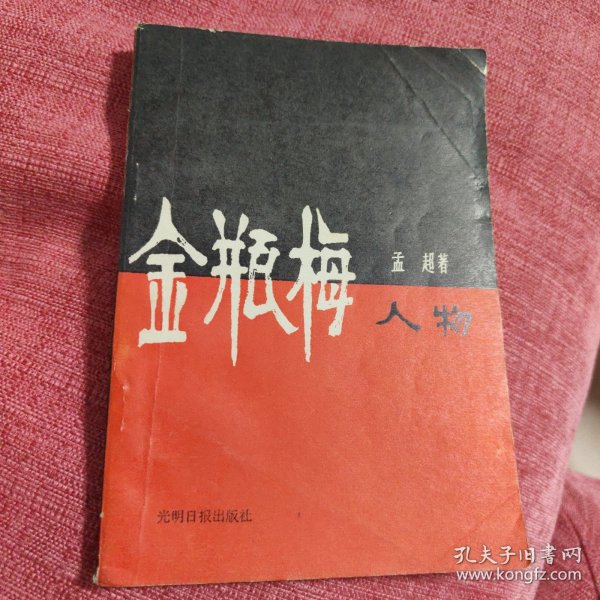 金瓶梅
孟超著
人物
光明日报出版社
孔夫子旧书网
www.kongfz.com